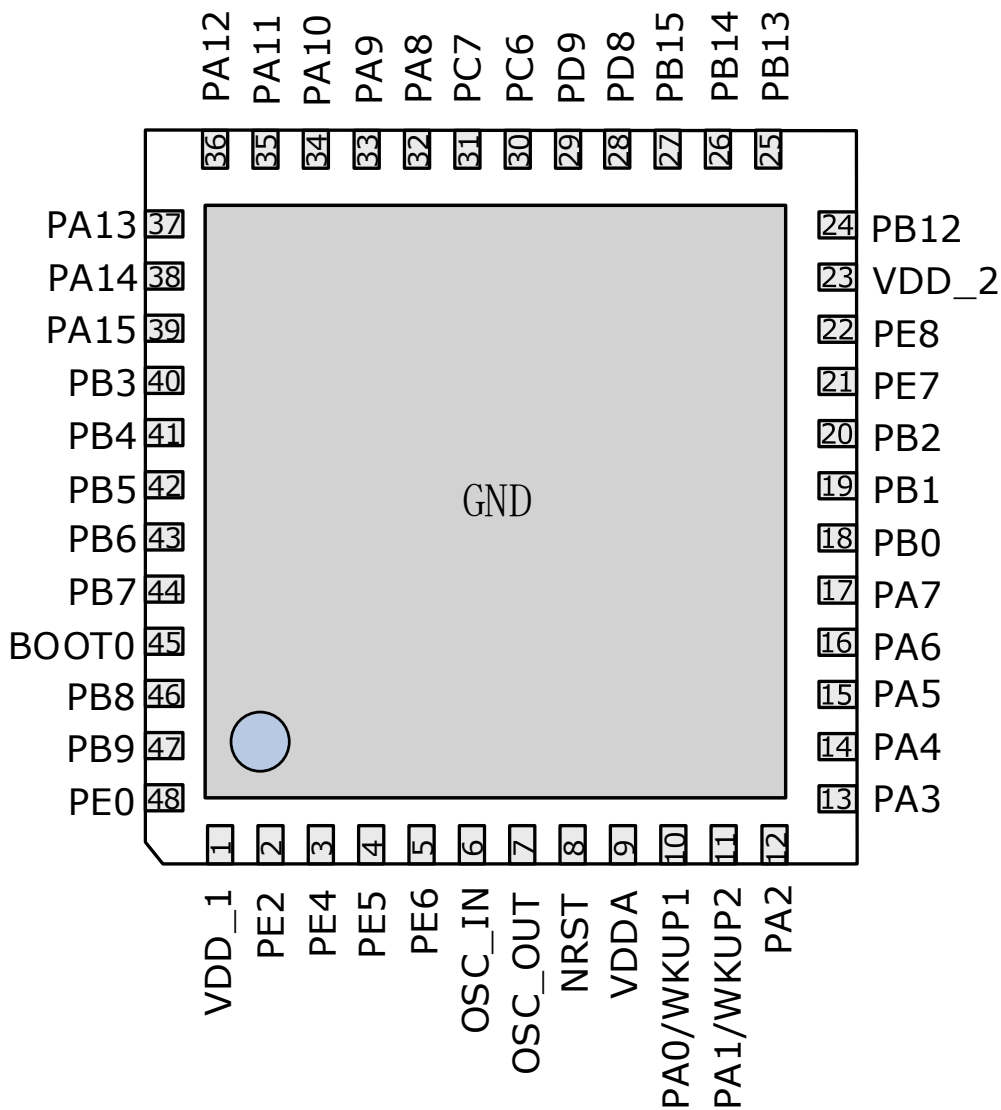 PA12 PA11 PA10 PA9 PA8 PC7 PC6 PD9 PD8 PB15 PB14 PB13
36 35 34 33 32 31 30 29 28 27 26 25
PA13 37
PA14 38
PA15 39
PB3 40
PB4 41
PB5 42
PB6 43
PB7 44
BOOT0 45
PB8 46
PB9 47
PE0 48
GND
24 PB12
23 VDD_2
22 PE8
21 PE7
20 PB2
19 PB1
18 PB0
17 PA7
16 PA6
15 PA5
14 PA4
13 PA3
1 2 3 4 5 6 7 8 9 10 11 12
VDD_1 PE2 PE4 PE5 PE6 OSC_IN OSC_OUT NRST VDDA PA0/WKUP1 PA1/WKUP2 PA2